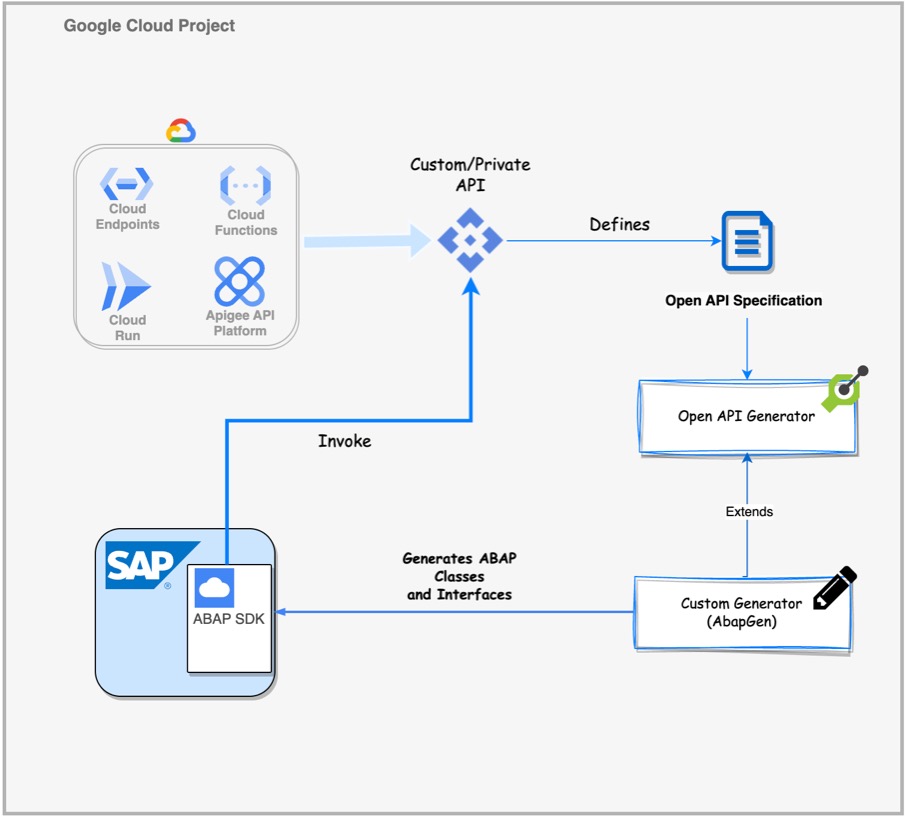 Google Cloud Project
Cloud
Endpoints
Cloud
Functions
Cloud
Run
Apigee API
Platform
Custom/Private
API
Defines
Open API Specification
Open API Generator
Invoke
Extends
SAP
®
ABAP SDK
Generates ABAP
Classes
and Interfaces
Custom Generator
(AbapGen)